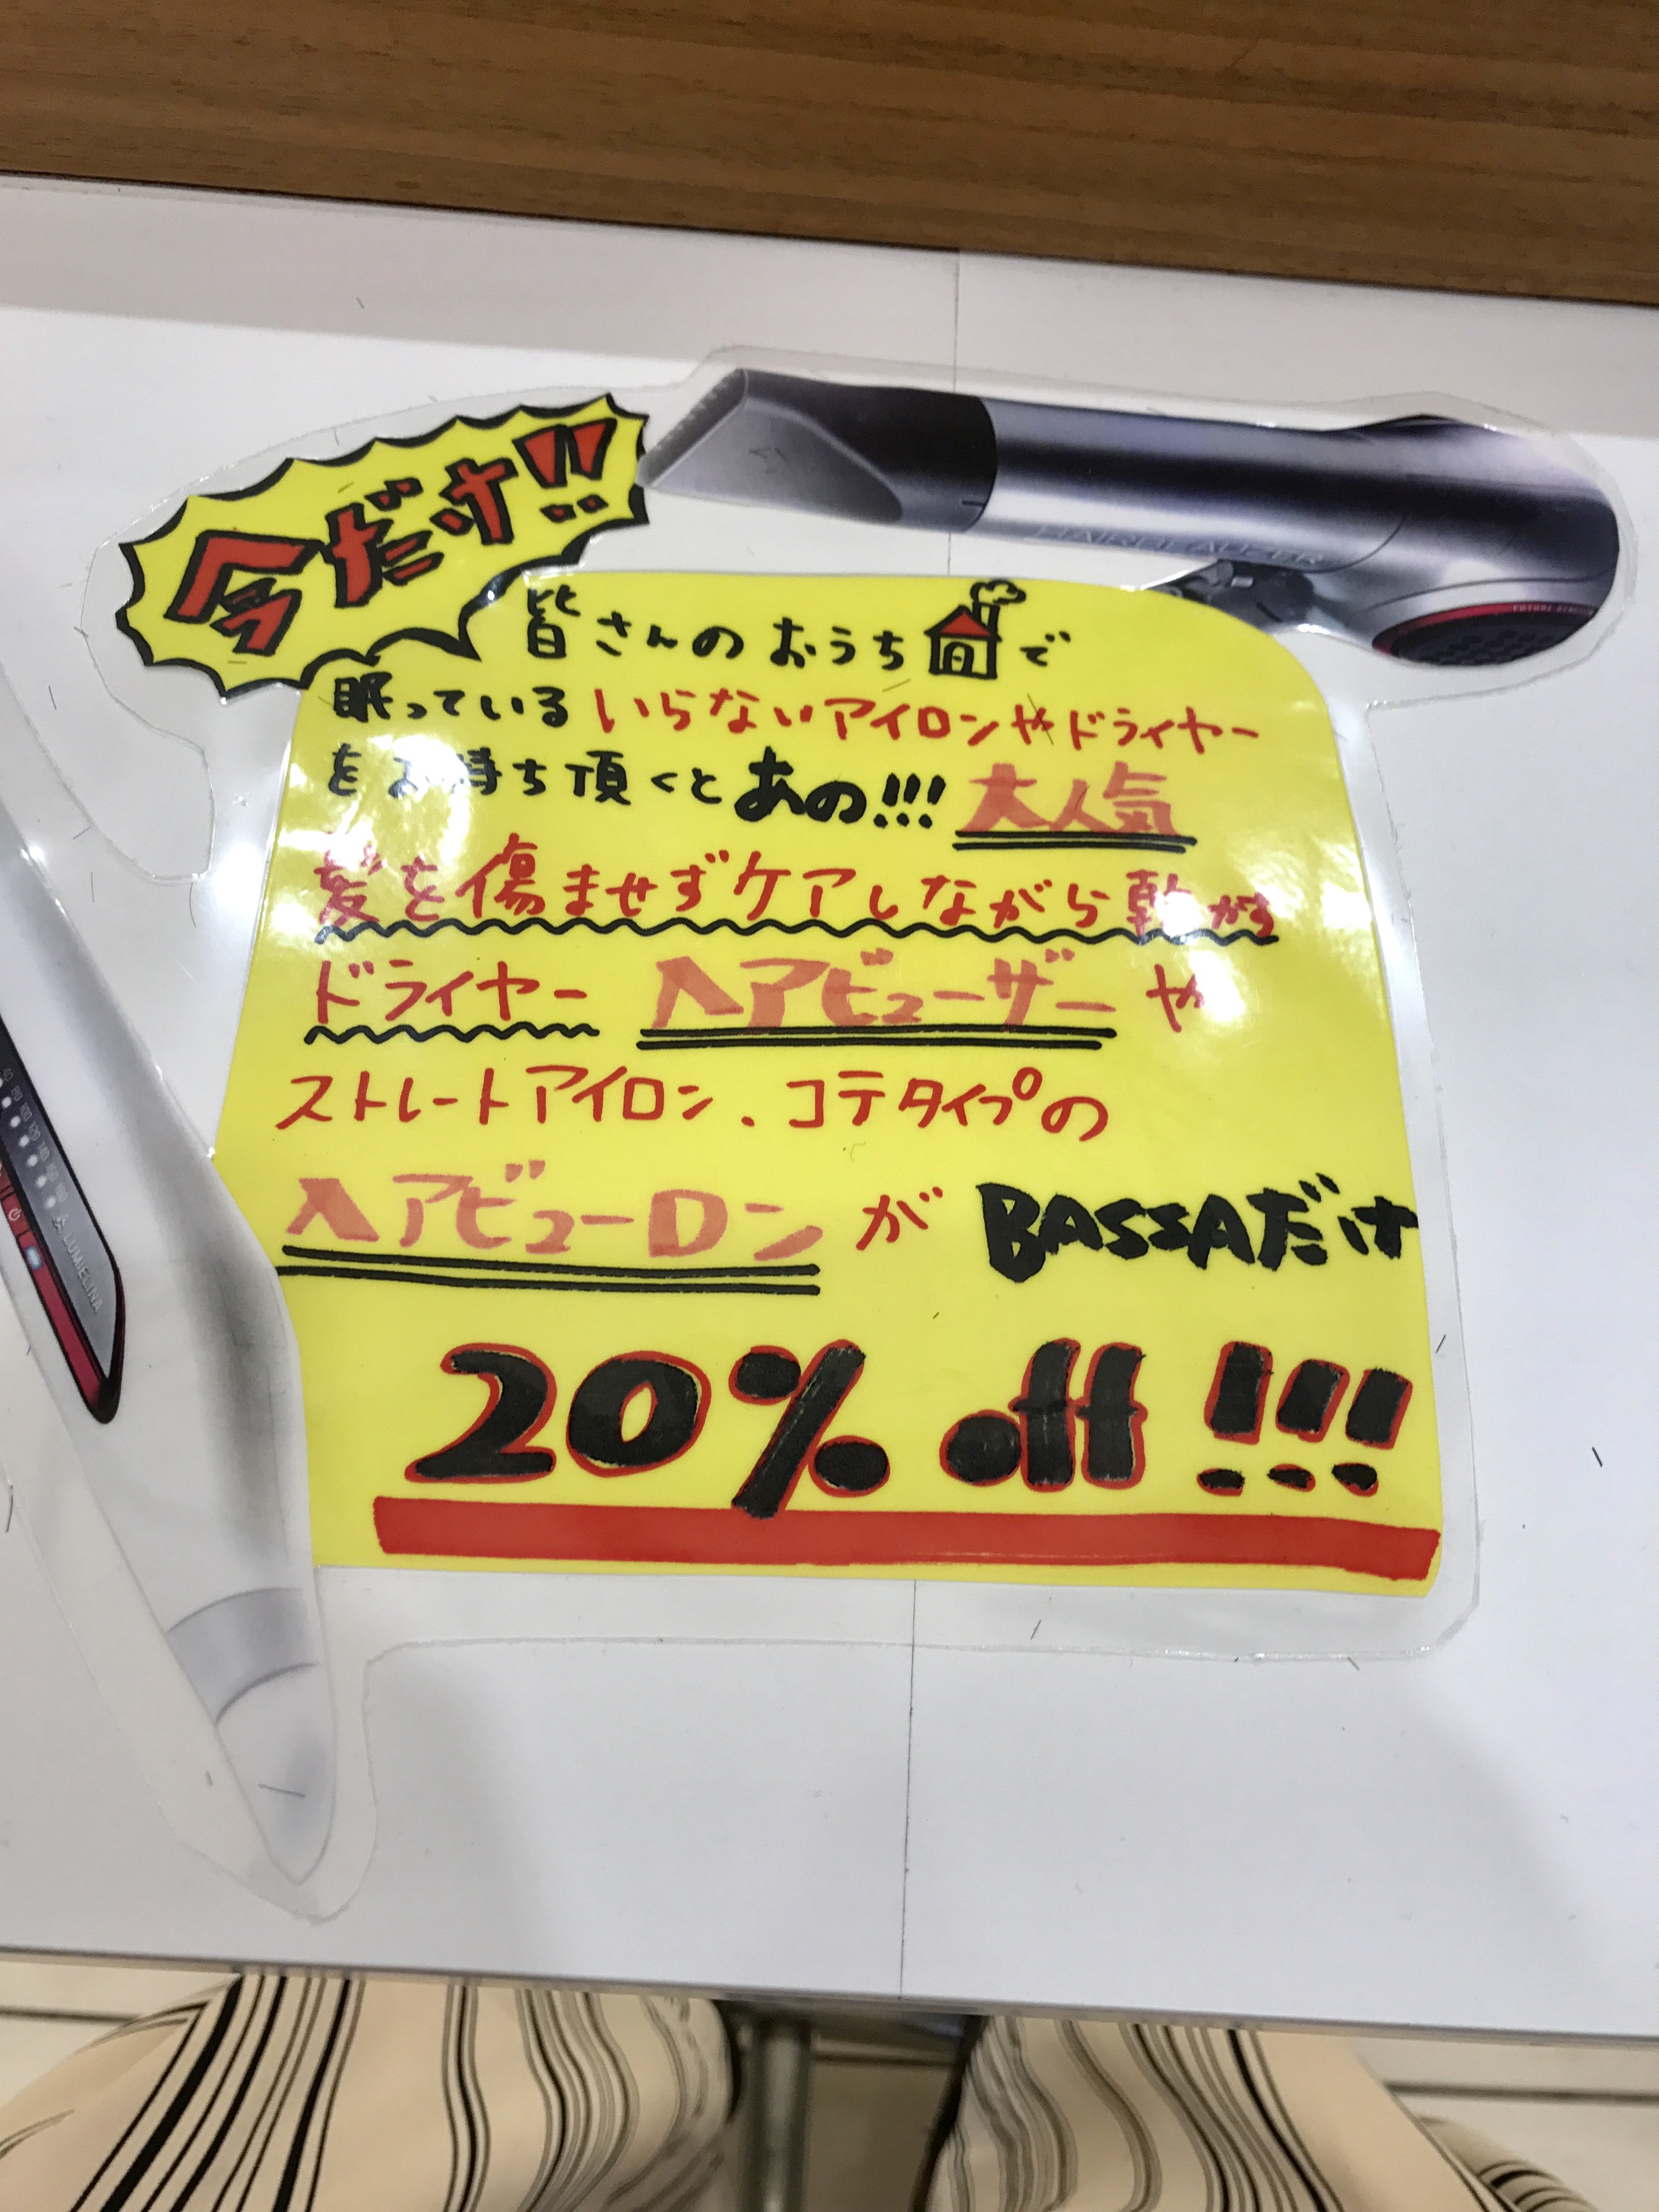 今だけ!!
皆さんのおうちで
眠っているいらないアイロンやドライヤー
をお持ち頂くとあの!!! 大人気
髪を傷ませずケアしながら乾かす
ドライヤー ヘアビューザーや
ストレートアイロン、コテタイプの
ヘアビューロンが BASSAだけ
20% off !!!
LUMIELINA